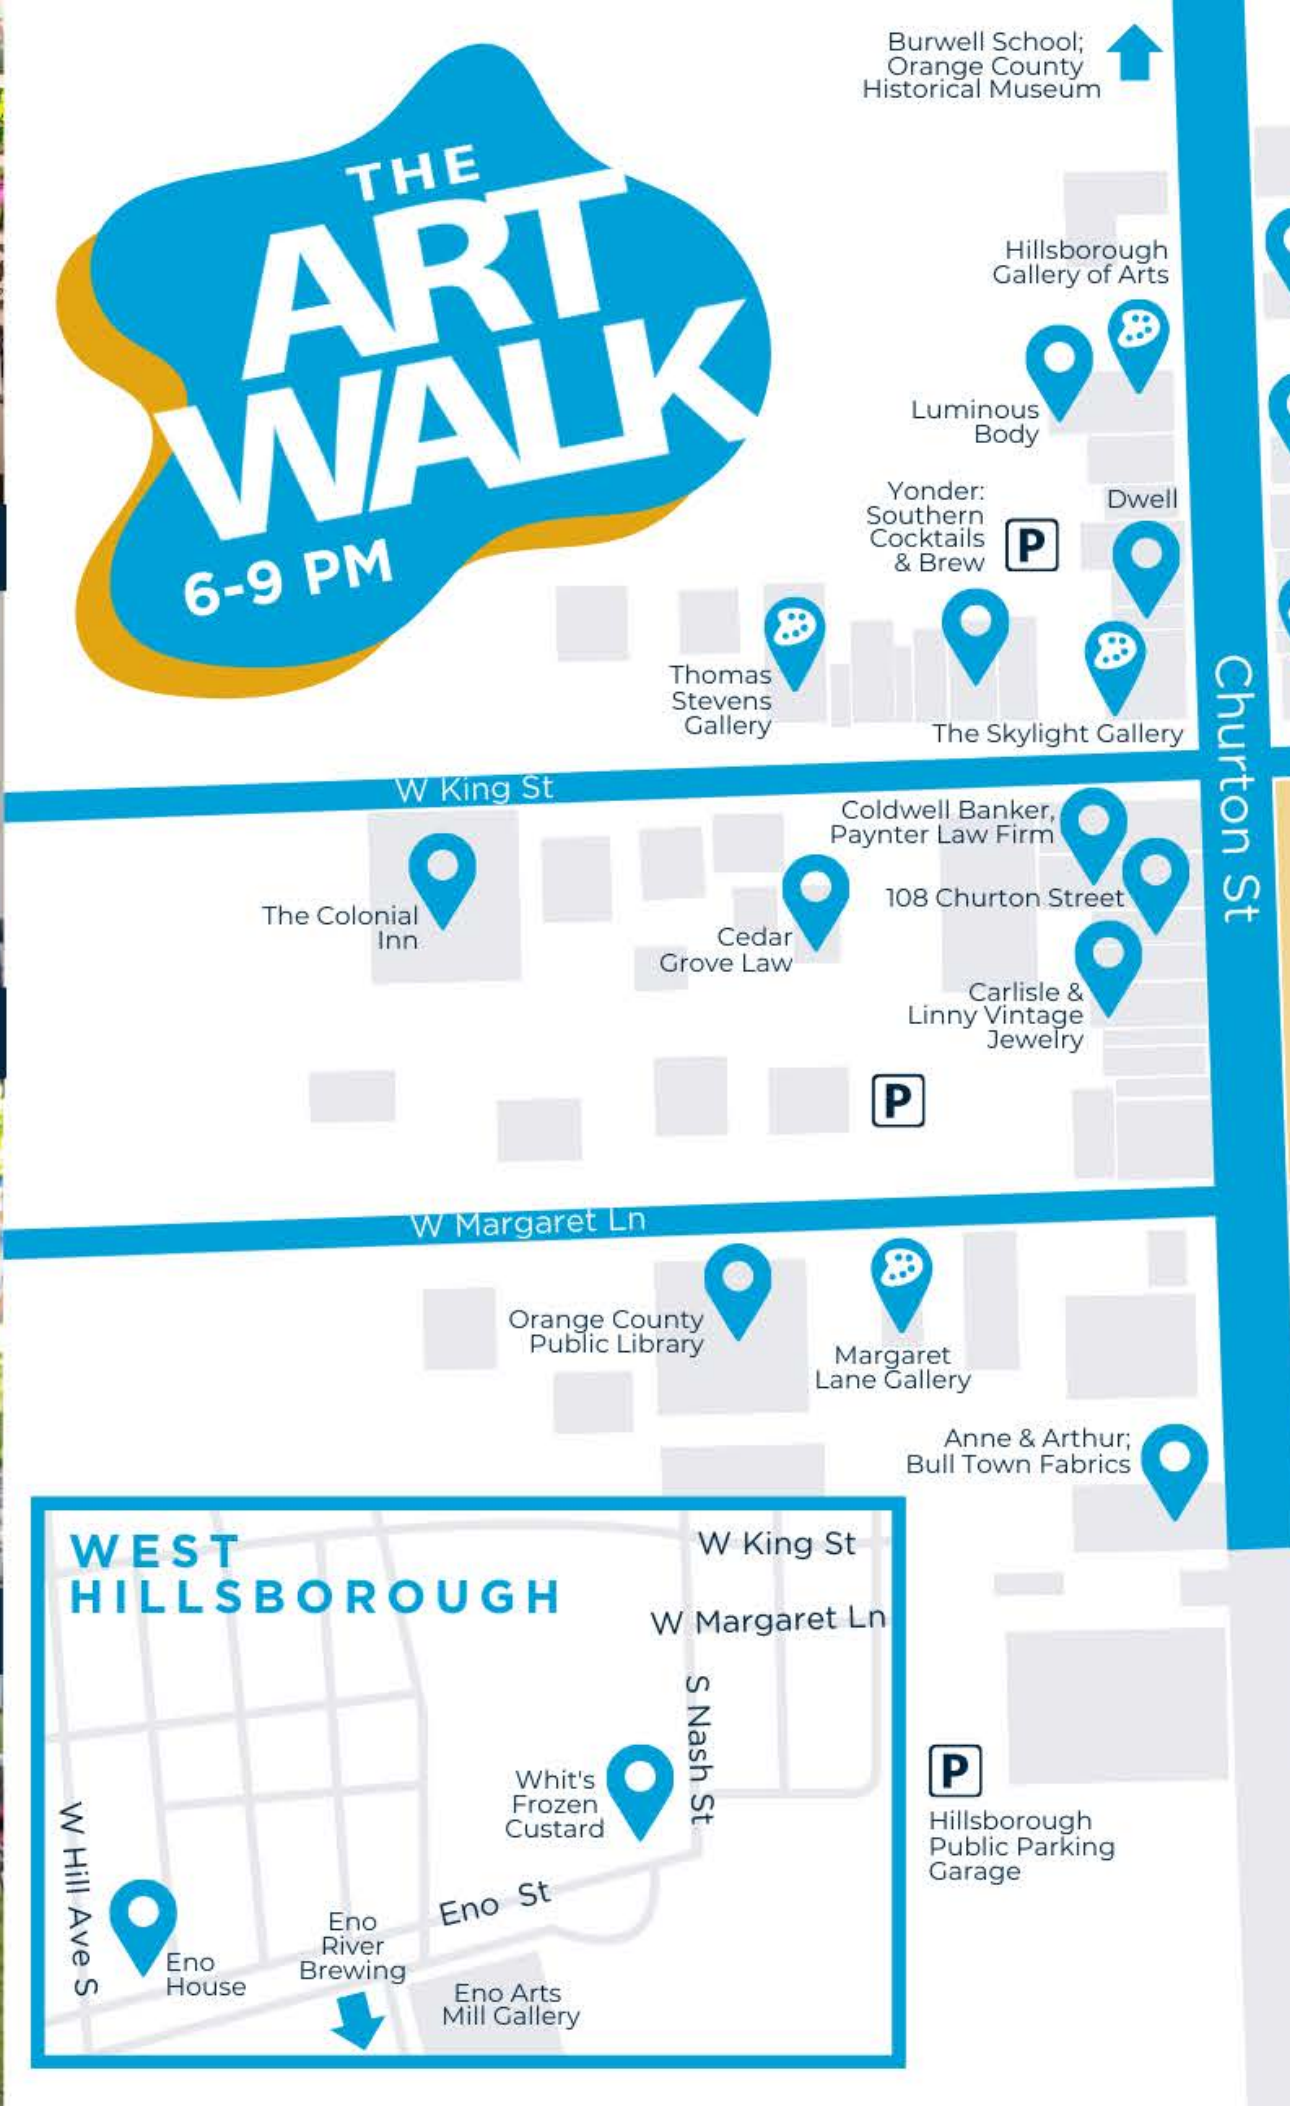 THE
ART
WALK
6-9 PM
Burwell School;
Orange County
Historical Museum
Hillsborough
Gallery of Arts
Luminous
Body
Yonder:
Southern
Cocktails
& Brew
P
Dwell
Thomas
Stevens
Gallery
The Skylight Gallery
Churton St
W King St
Coldwell Banker,
Paynter Law Firm
108 Churton Street
The Colonial
Inn
Cedar
Grove Law
Carlisle &
Linny Vintage
Jewelry
P
W Margaret Ln
Orange County
Public Library
Margaret
Lane Gallery
Anne & Arthur;
Bull Town Fabrics
WEST
HILLSBOROUGH
W King St
W Margaret Ln
S Nash St
Whit's
Frozen
Custard
W Hill Ave S
Eno St
Eno
House
Eno
River
Brewing
Eno Arts
Mill Gallery
P
Hillsborough
Public Parking
Garage